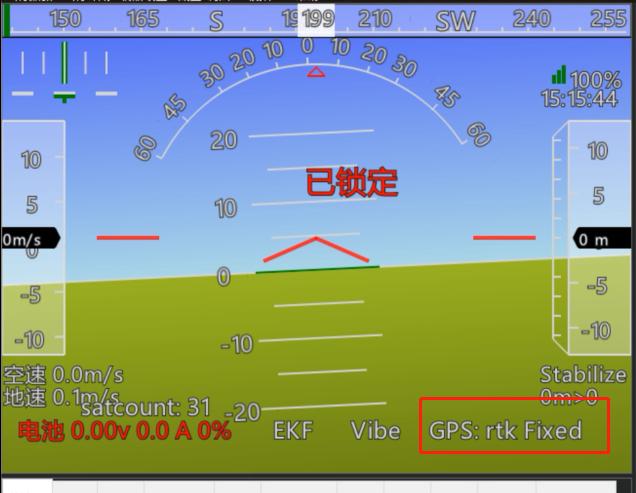 150 165 S 199 210 SW 240 255
60 45 30 20 10 0 10 20 30 45 60
100%
15:15:44
20
已锁定
10 10
5 10 5
0m/s 0 m
0
0
-5 -5
-10 -10 -10
空速 0.0m/s Stabilize
地速 0.1m/s 0m>0
satcount: 31 -20
电池 0.00v 0.0 A 0% EKF Vibe GPS: rtk Fixed